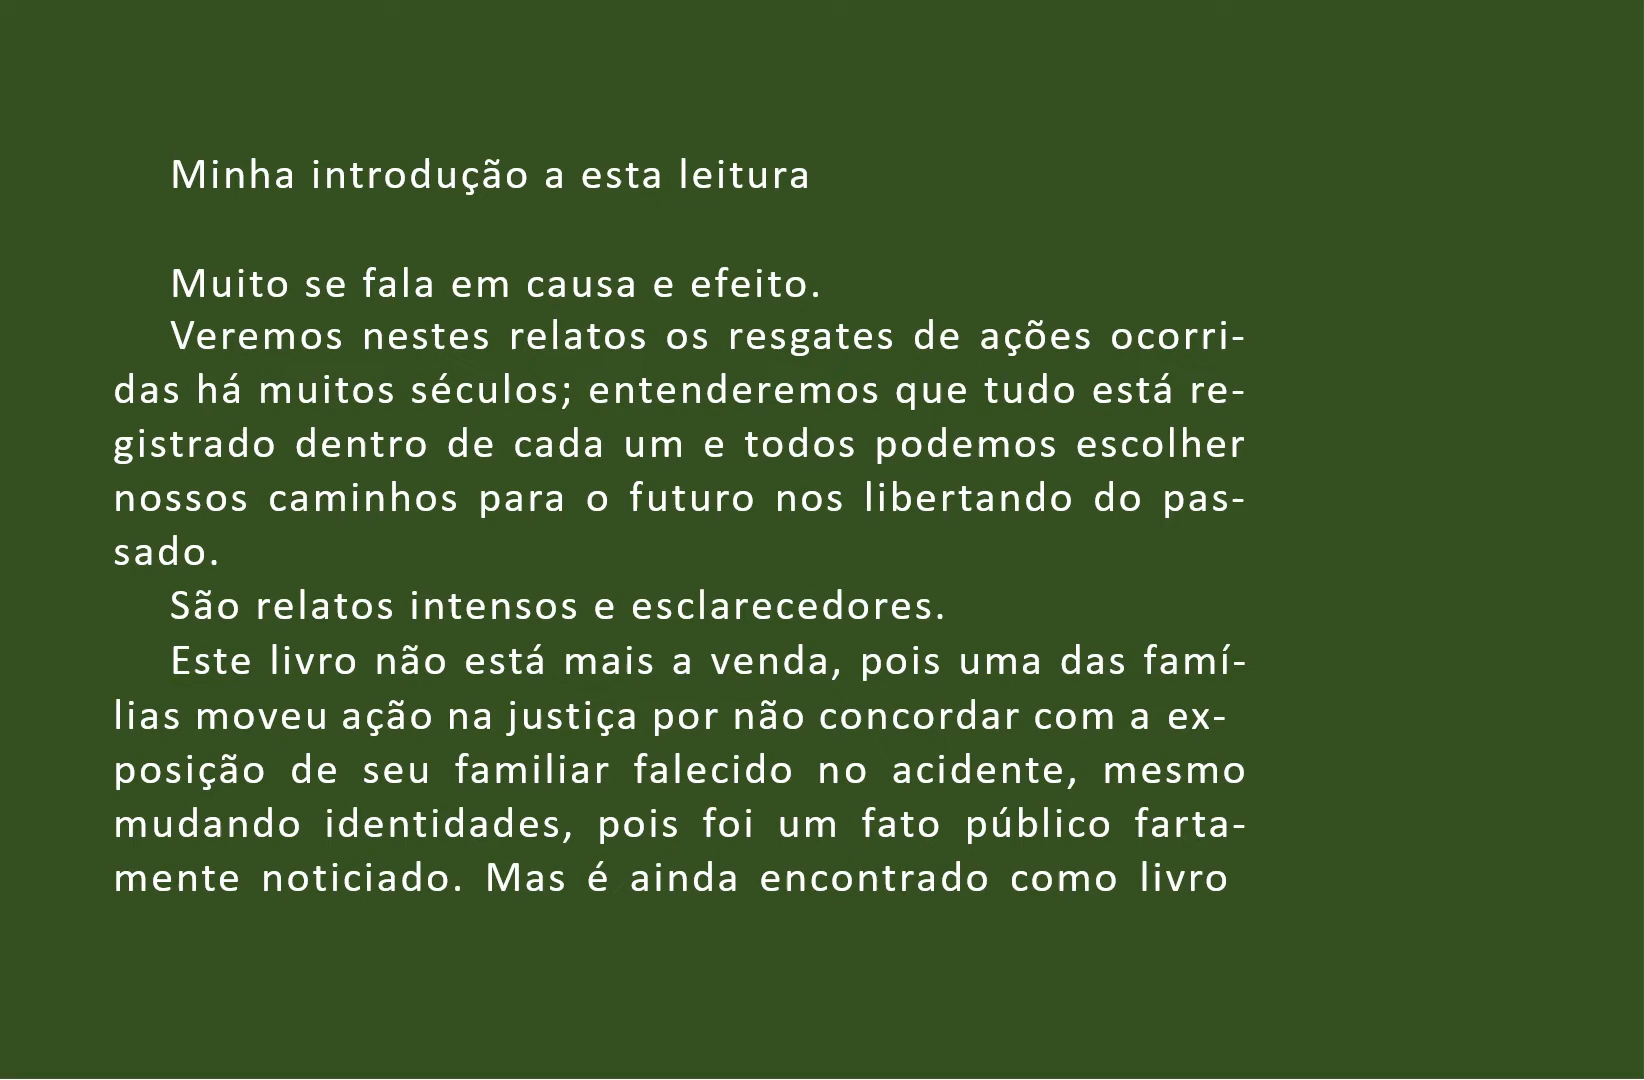 Minha introdução a esta leitura
Muito se fala em causa e efeito.
Veremos nestes relatos os resgates de ações ocorri-
das há muitos séculos; entenderemos que tudo está re-
gistrado dentro de cada um e todos podemos escolher
nossos caminhos para o futuro nos libertando do pas-
sado.
São relatos intensos e esclarecedores.
Este livro não está mais a venda, pois uma das famí-
lias moveu ação na justiça por não concordar com a ex-
posição de seu familiar falecido no acidente, mesmo
mudando identidades, pois foi um fato público farta-
mente noticiado. Mas é ainda encontrado como livro